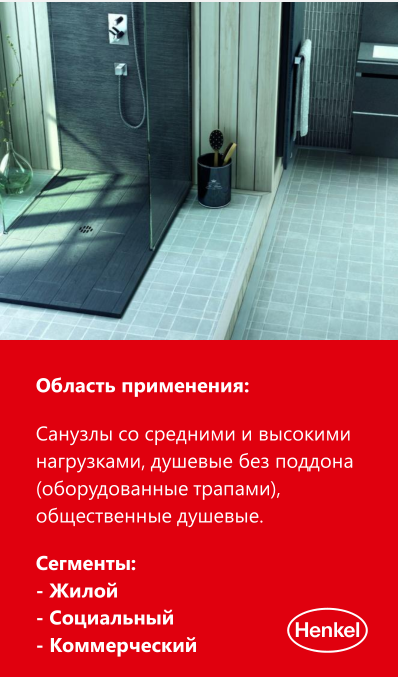 Область применения:
Санузлы со средними и высокими
нагрузками, душевые без поддона
(оборудованные трапами),
общественные душевые.
Сегменты:
- Жилой
- Социальный
- Коммерческий
Henkel